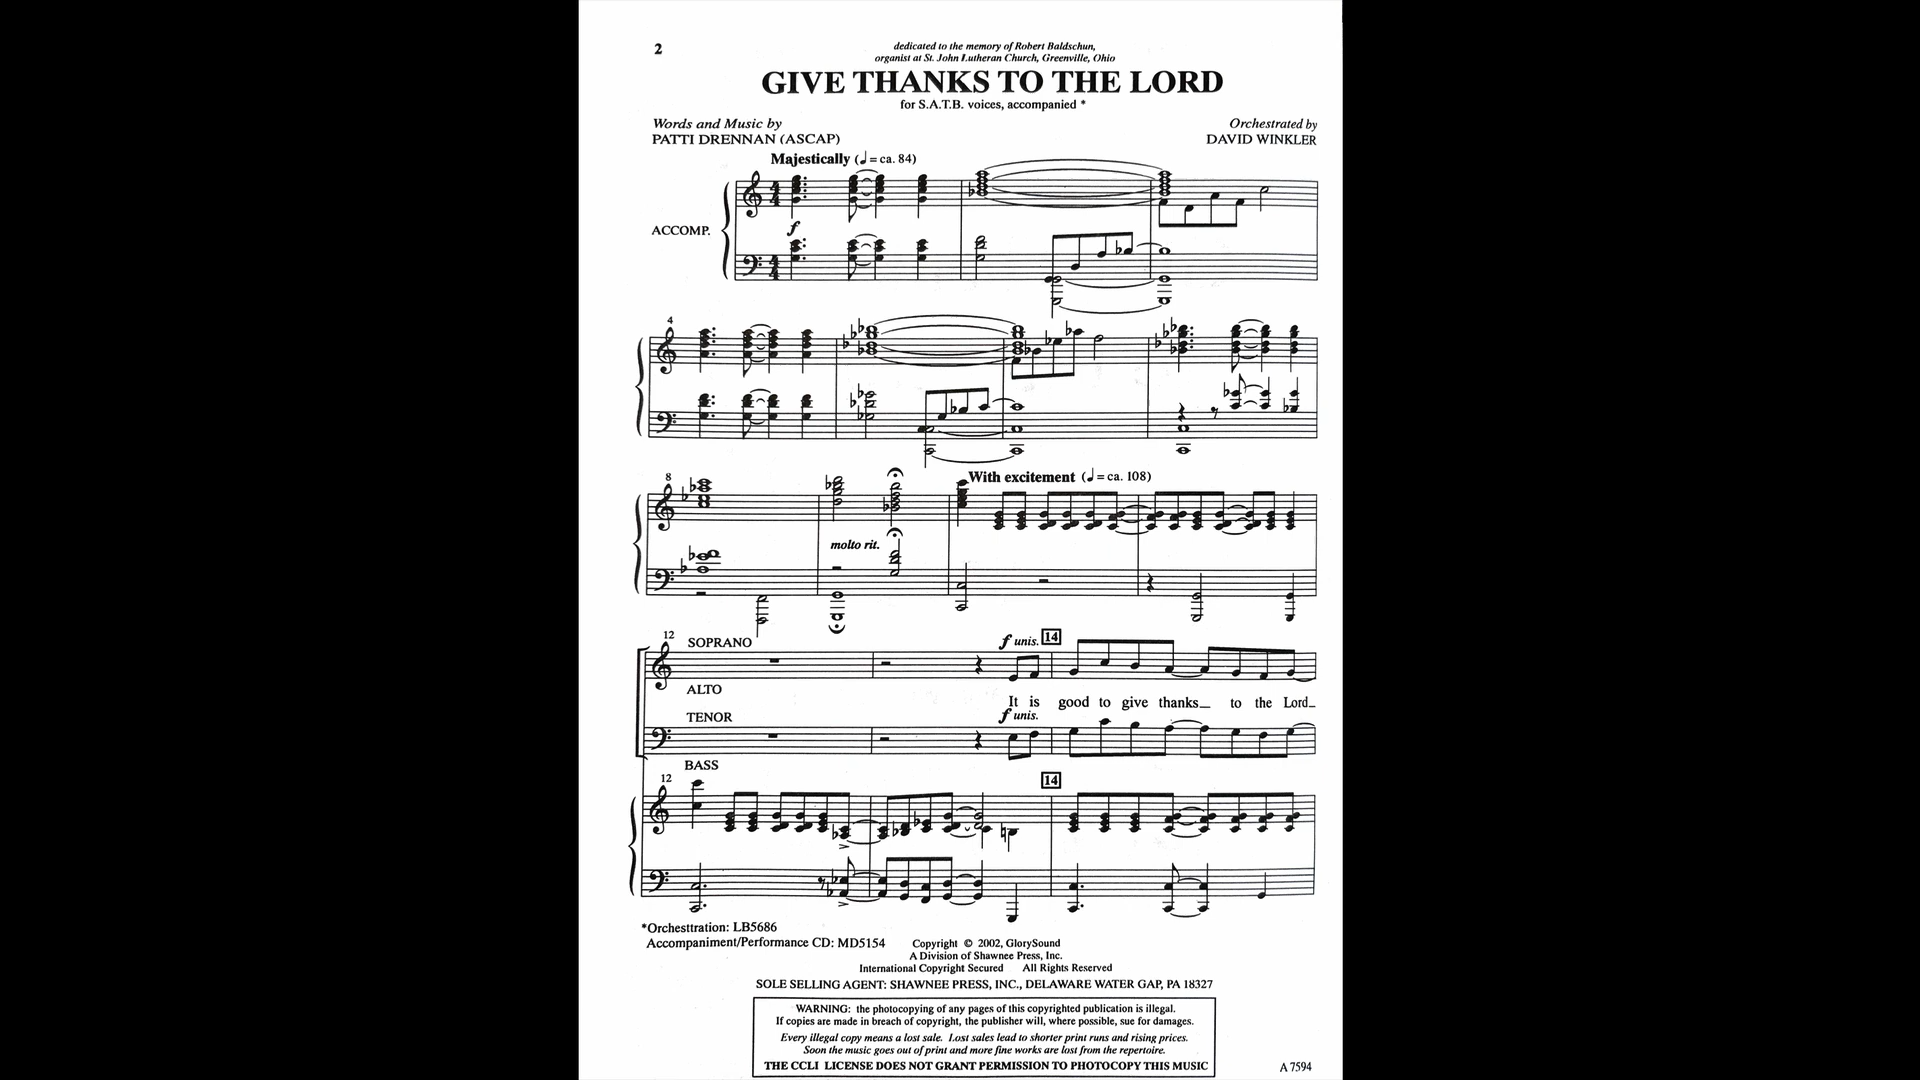 2
dedicated to the memory of Robert Baldschun,
organist at St. John Lutheran Church, Greenville, Ohio
GIVE THANKS TO THE LORD
for S.A.T.B. voices, accompanied *
Words and Music by
PATTI DRENNAN (ASCAP)
Orchestrated by
DAVID WINKLER
Majestically (♩= ca. 84)
4
4
f
ACCOMP.
4
4
4
8
With excitement (♩= ca. 108)
molto rit.
12
SOPRANO
f unis. 14
ALTO
It is good to give thanks_ to the Lord_
TENOR
f unis.
BASS
12
14
*Orchesttration: LB5686
Accompaniment/Performance CD: MD5154
Copyright © 2002, GlorySound
A Division of Shawnee Press, Inc.
International Copyright Secured All Rights Reserved
SOLE SELLING AGENT: SHAWNEE PRESS, INC., DELAWARE WATER GAP, PA 18327
WARNING: the photocopying of any pages of this copyrighted publication is illegal.
If copies are made in breach of copyright, the publisher will, where possible, sue for damages.
Every illegal copy means a lost sale. Lost sales lead to shorter print runs and rising prices.
Soon the music goes out of print and more fine works are lost from the repertoire.
THE CCLI LICENSE DOES NOT GRANT PERMISSION TO PHOTOCOPY THIS MUSIC
A 7594